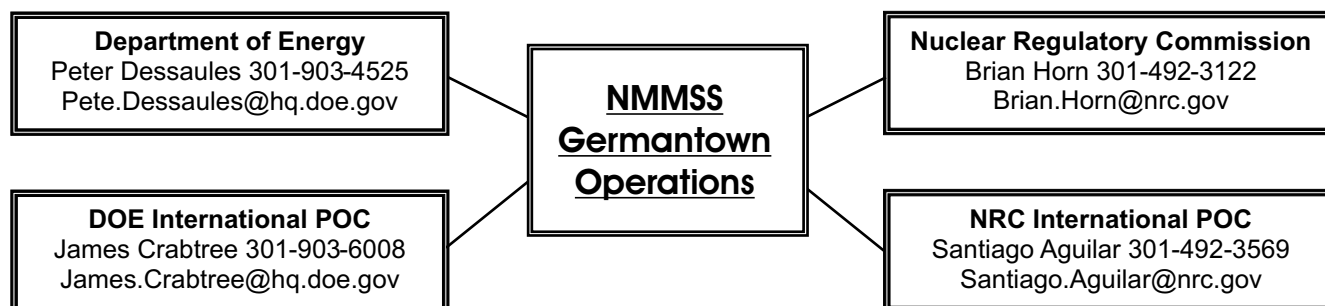 Department of Energy
Peter Dessaules 301-903-4525
Pete.Dessaules@hq.doe.gov
DOE International POC
James Crabtree 301-903-6008
James.Crabtree@hq.doe.gov
NMMSS
Germantown
Operations
Nuclear Regulatory Commission
Brian Horn 301-492-3122
Brian.Horn@nrc.gov
NRC International POC
Santiago Aguilar 301-492-3569
Santiago.Aguilar@nrc.gov